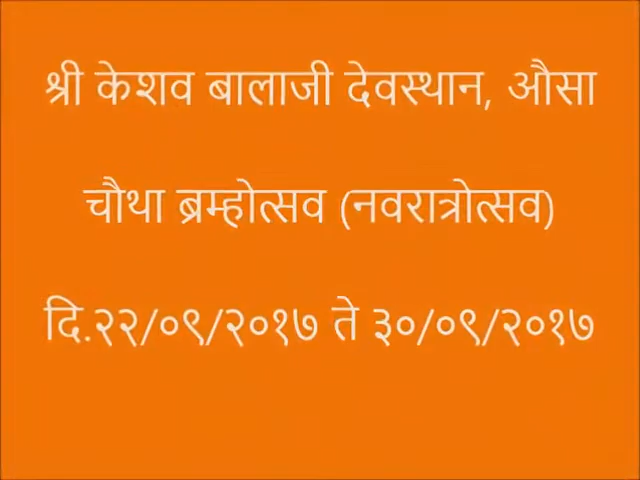 श्री केशव बालाजी देवस्थान, औसा
चौथा ब्रम्होत्सव (नवरात्रोत्सव)
दि.२२/०९/२०१७ ते ३०/०९/२०१७